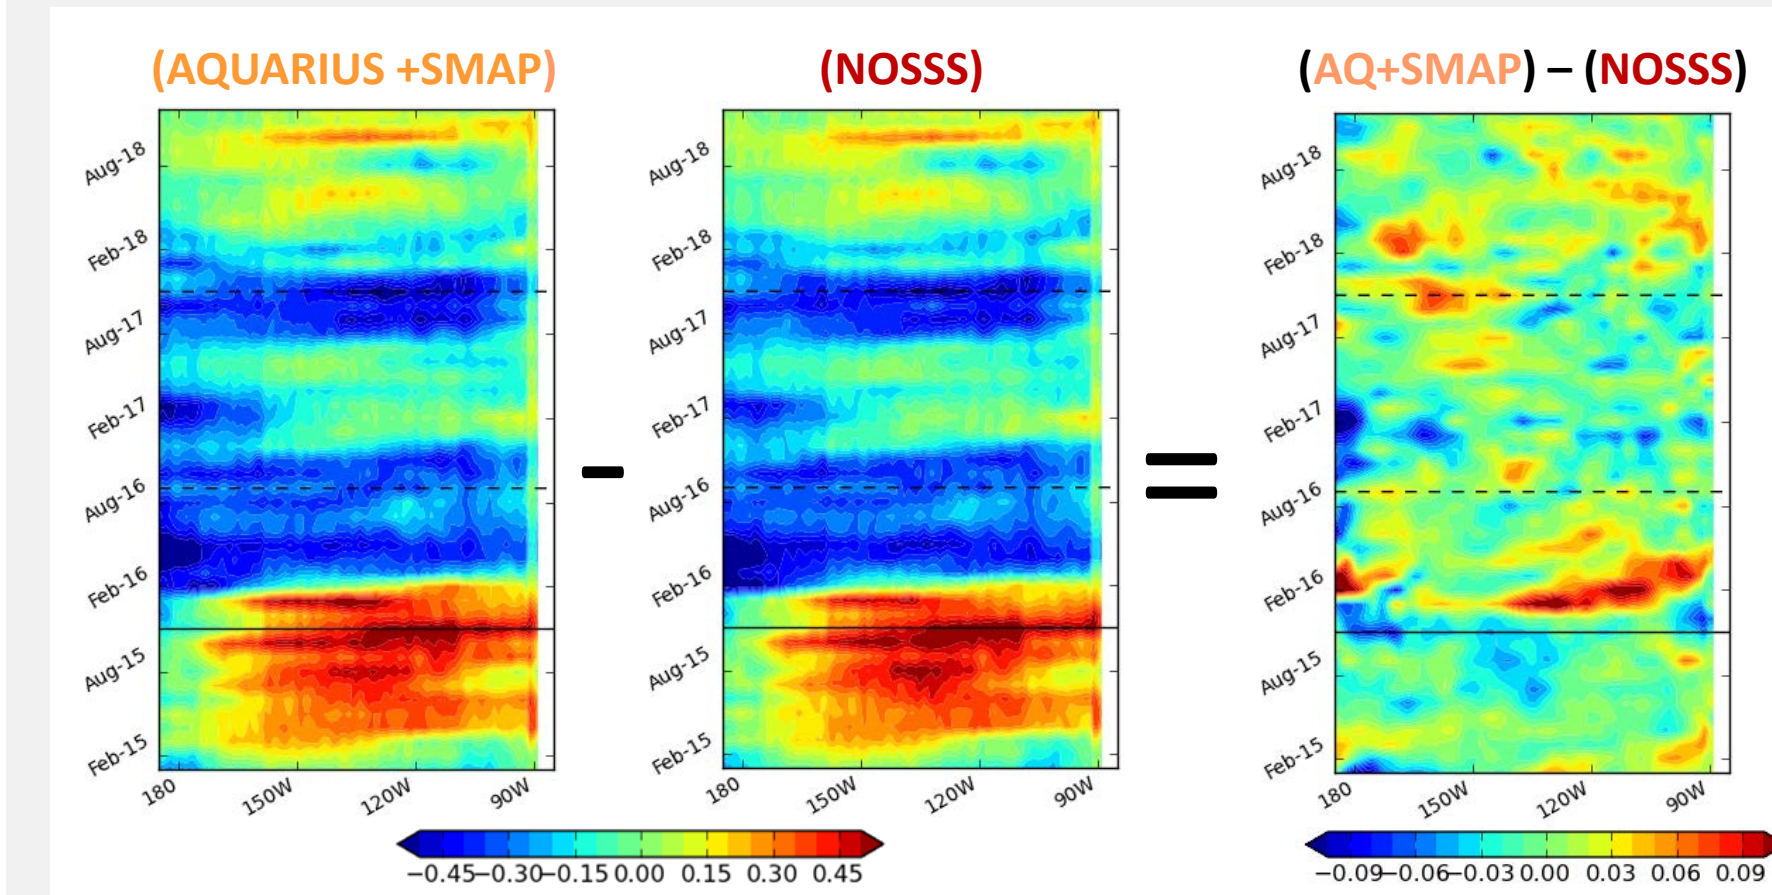 (AQUARIUS +SMAP)
(NOSSS)
(AQ+SMAP) – (NOSSS)
Aug-18
Feb-18
Aug-17
Feb-17
Aug-16
Feb-16
Aug-15
Feb-15
180
150W
120W
90W
-
Aug-18
Feb-18
Aug-17
Feb-17
Aug-16
Feb-16
Aug-15
Feb-15
180
150W
120W
90W
=
Aug-18
Feb-18
Aug-17
Feb-17
Aug-16
Feb-16
Aug-15
Feb-15
180
150W
120W
90W
−0.45 −0.30 −0.15 0.00 0.15 0.30 0.45
−0.09 −0.06 −0.03 0.00 0.03 0.06 0.09